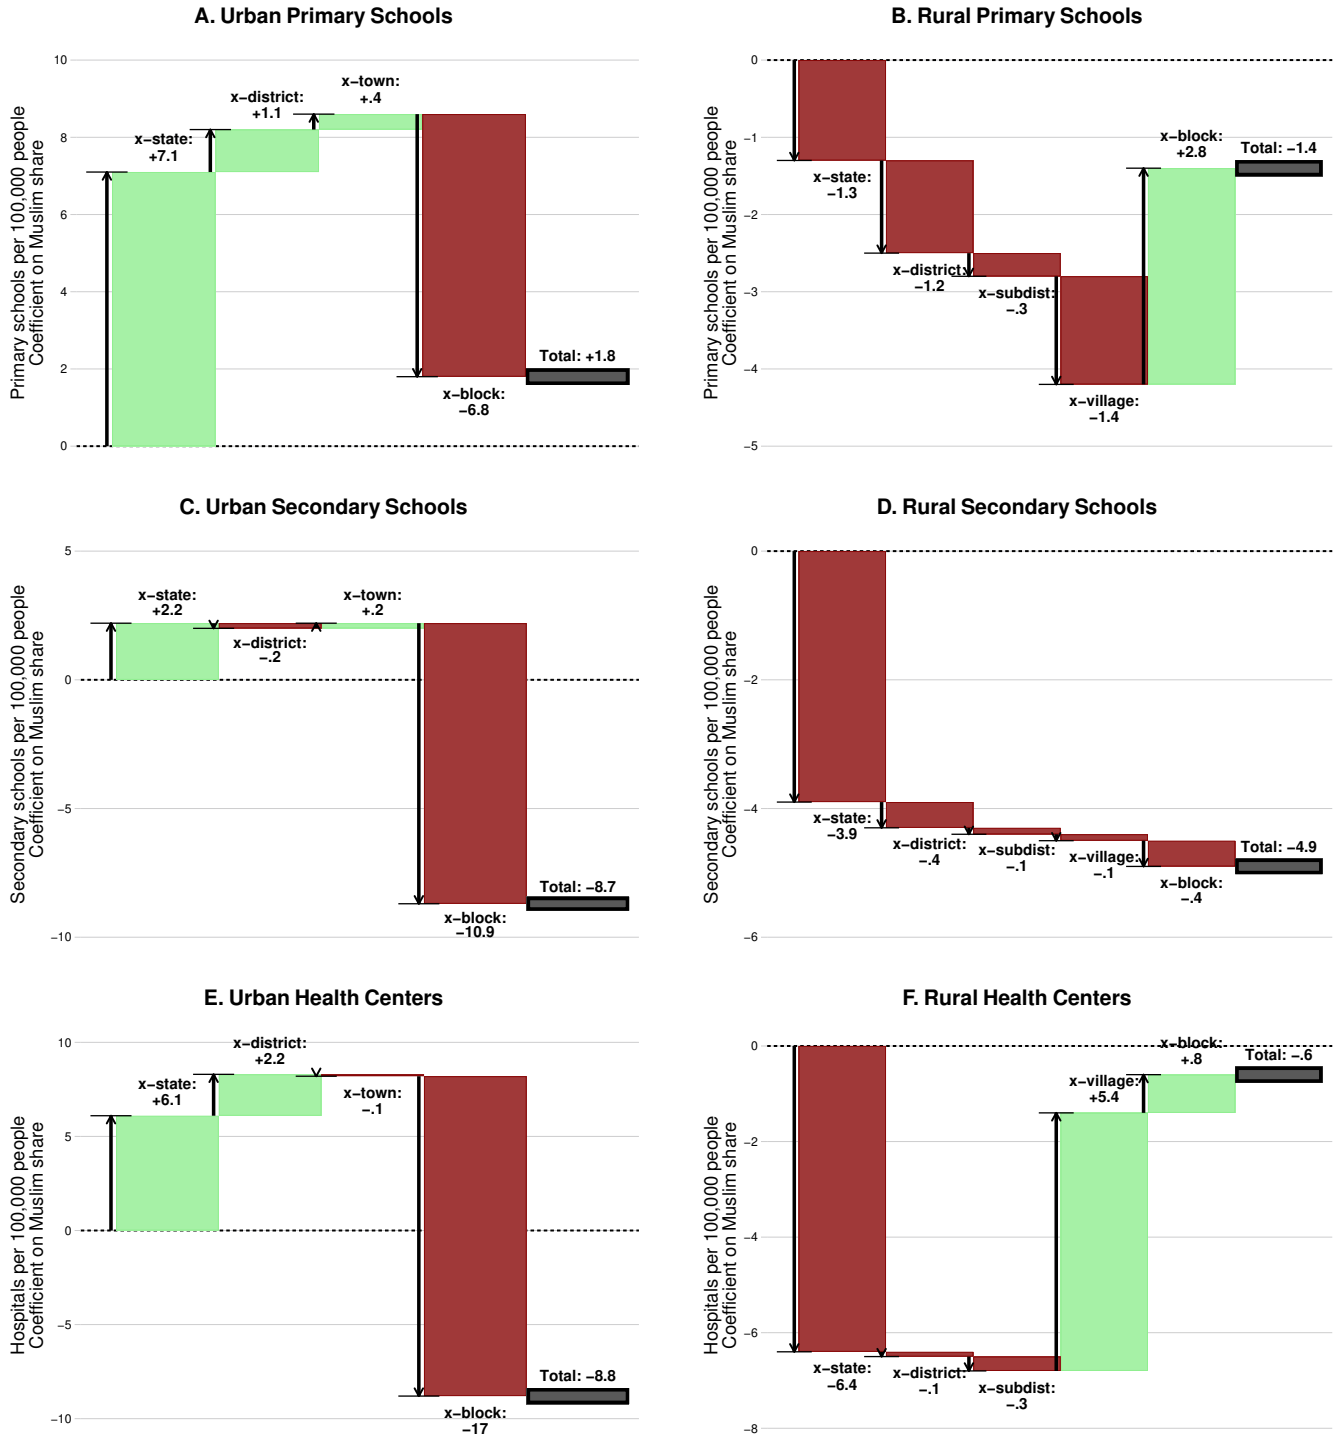 A. Urban Primary Schools
Primary schools per 100,000 people
Coefficient on Muslim share
10
8
6
4
2
0
x−state:
+7.1
x−district:
+1.1
x−town:
+.4
x−block:
−6.8
Total: +1.8
B. Rural Primary Schools
Primary schools per 100,000 people
Coefficient on Muslim share
0
−1
−2
−3
−4
−5
x−state:
−1.3
x−district:
−1.2
x−subdist:
−.3
x−village:
−1.4
x−block:
+2.8
Total: −1.4
C. Urban Secondary Schools
Secondary schools per 100,000 people
Coefficient on Muslim share
5
0
−5
−10
x−state:
+2.2
x−district:
−.2
x−town:
+.2
x−block:
−10.9
Total: −8.7
D. Rural Secondary Schools
Secondary schools per 100,000 people
Coefficient on Muslim share
0
−2
−4
−6
x−state:
−3.9
x−district:
−.4
x−subdist:
−.1
x−village:
−.1
x−block:
−.4
Total: −4.9
E. Urban Health Centers
Hospitals per 100,000 people
Coefficient on Muslim share
10
5
0
−5
−10
x−state:
+6.1
x−district:
+2.2
x−town:
−.1
x−block:
−17
Total: −8.8
F. Rural Health Centers
Hospitals per 100,000 people
Coefficient on Muslim share
0
−2
−4
−6
−8
x−state:
−6.4
x−district:
−.1
x−subdist:
−.3
x−village:
+5.4
x−block:
+.8
Total: −.6